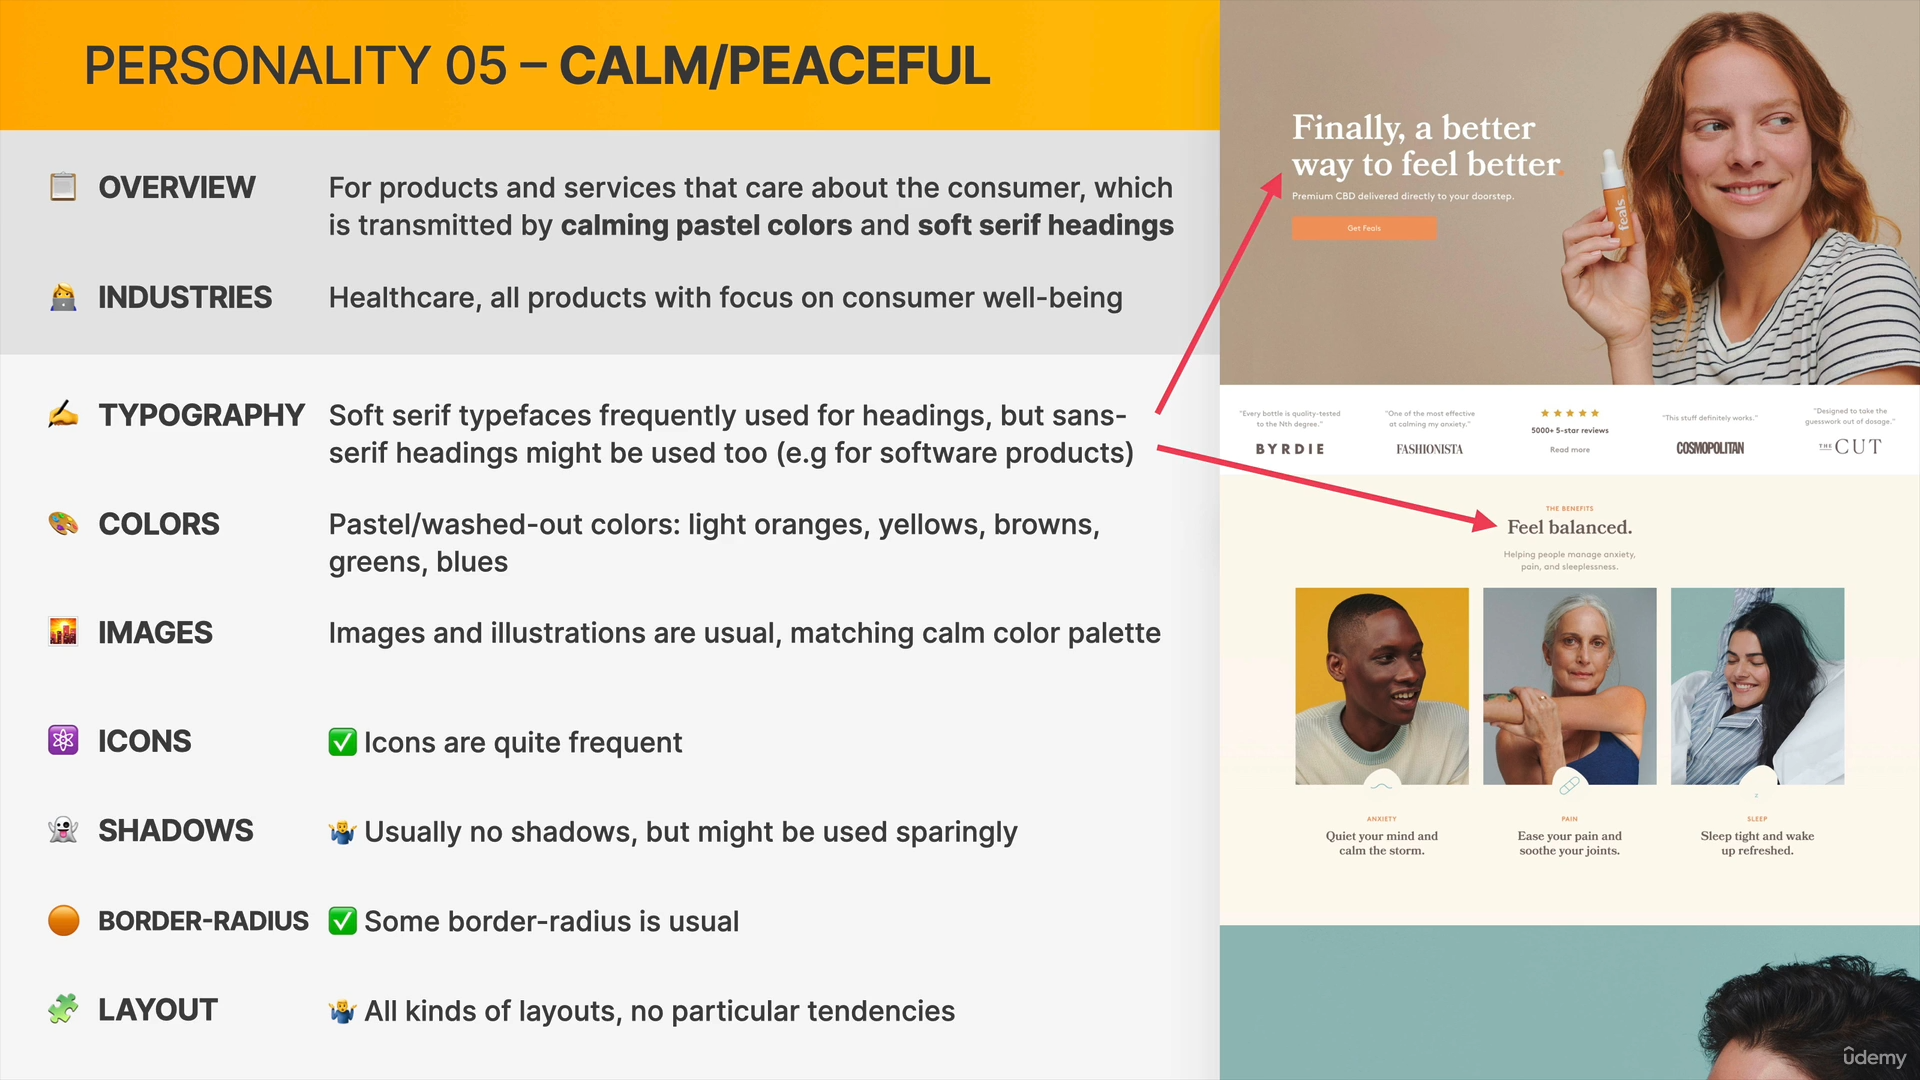 PERSONALITY 05 – CALM/PEACEFUL
OVERVIEW
For products and services that care about the consumer, which
is transmitted by calming pastel colors and soft serif headings
INDUSTRIES
Healthcare, all products with focus on consumer well-being
TYPOGRAPHY
Soft serif typefaces frequently used for headings, but sans-
serif headings might be used too (e.g for software products)
COLORS
Pastel/washed-out colors: light oranges, yellows, browns,
greens, blues
IMAGES
Images and illustrations are usual, matching calm color palette
ICONS
Icons are quite frequent
SHADOWS
Usually no shadows, but might be used sparingly
BORDER-RADIUS
Some border-radius is usual
LAYOUT
All kinds of layouts, no particular tendencies
Finally, a better
way to feel better.
Premium CBD delivered directly to your doorstep.
Get Feals
feals
"Every bottle is quality-tested
to the Nth degree."
BYRDIE
"One of the most effective
at calming my anxiety."
FASHIONISTA
5000+ 5-star reviews
Read more
"This stuff definitely works."
COSMOPOLITAN
"Designed to take the
guesswork out of dosage."
THE CUT
THE BENEFITS
Feel balanced.
Helping people manage anxiety,
pain, and sleeplessness.
ANXIETY
Quiet your mind and
calm the storm.
PAIN
Ease your pain and
soothe your joints.
z
SLEEP
Sleep tight and wake
up refreshed.
ûdemy